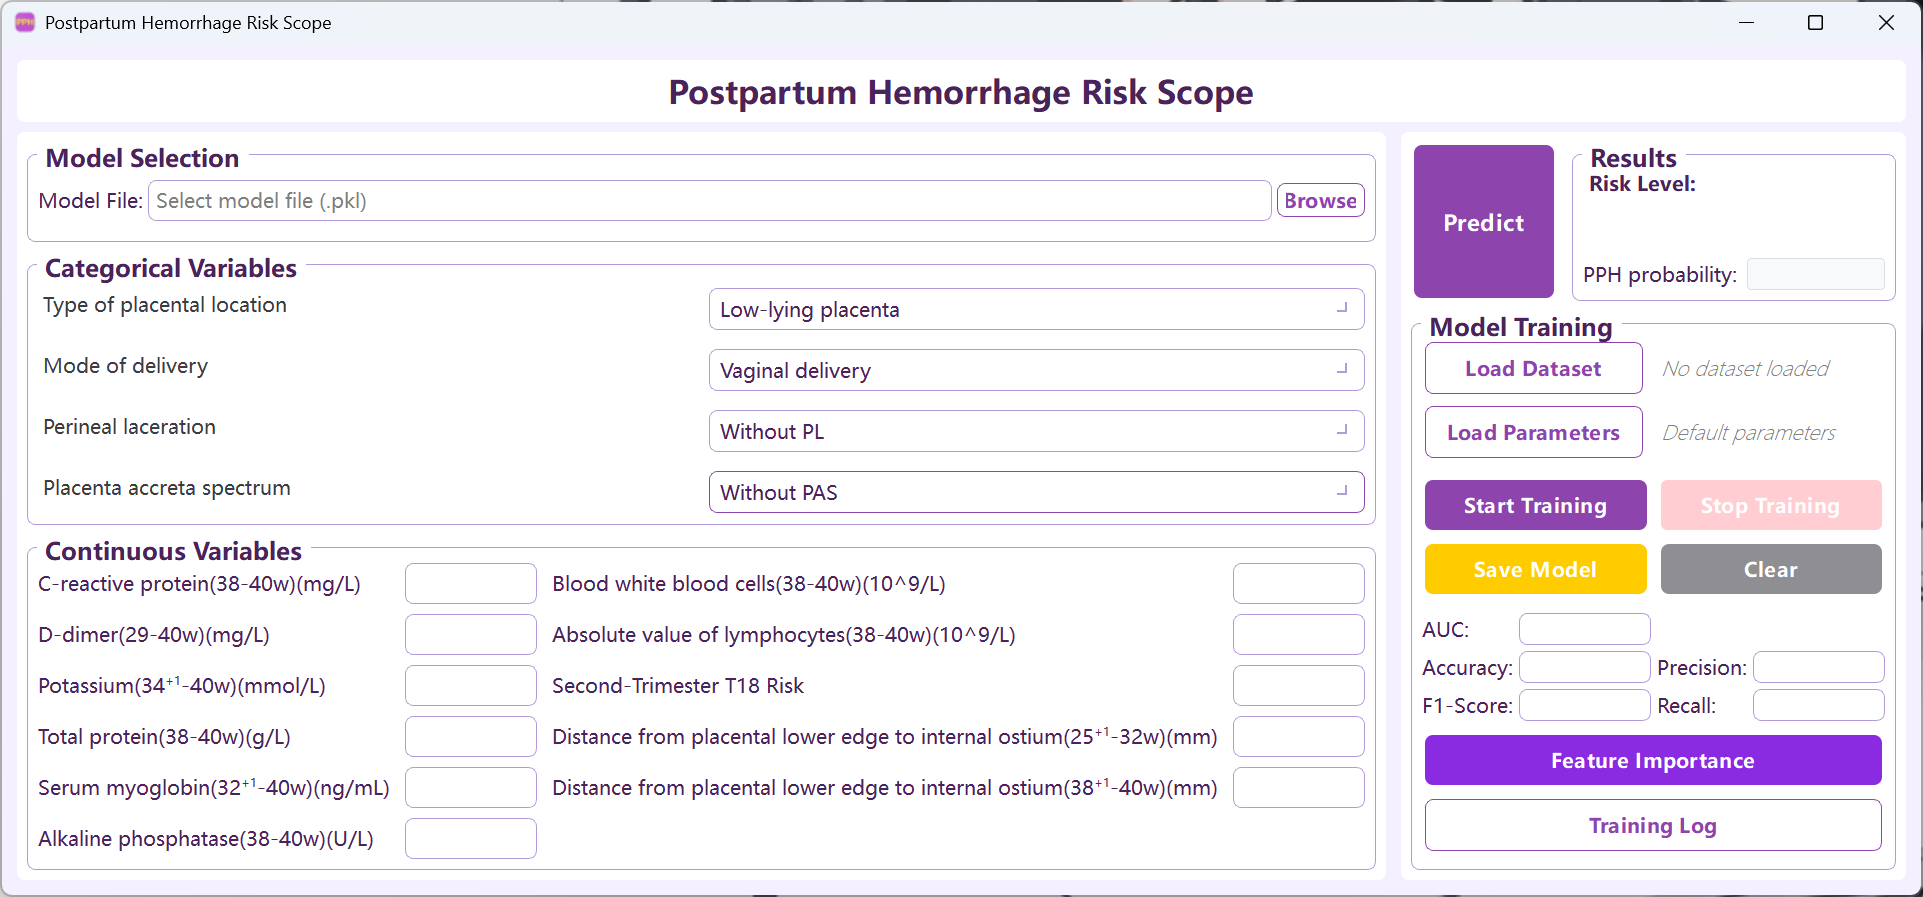 PPH
Postpartum Hemorrhage Risk Scope
Postpartum Hemorrhage Risk Scope
Model Selection
Model File: Select model file (.pkl) Browse
Categorical Variables
Type of placental location Low-lying placenta
Mode of delivery Vaginal delivery
Perineal laceration Without PL
Placenta accreta spectrum Without PAS
Continuous Variables
C-reactive protein(38-40w)(mg/L) Blood white blood cells(38-40w)(10^9/L)
D-dimer(29-40w)(mg/L) Absolute value of lymphocytes(38-40w)(10^9/L)
Potassium(34⁺¹-40w)(mmol/L) Second-Trimester T18 Risk
Total protein(38-40w)(g/L) Distance from placental lower edge to internal ostium(25⁺¹-32w)(mm)
Serum myoglobin(32⁺¹-40w)(ng/mL) Distance from placental lower edge to internal ostium(38⁺¹-40w)(mm)
Alkaline phosphatase(38-40w)(U/L)
Predict
Results
Risk Level:
PPH probability:
Model Training
Load Dataset No dataset loaded
Load Parameters Default parameters
Start Training Stop Training
Save Model Clear
AUC:
Accuracy: Precision:
F1-Score: Recall:
Feature Importance
Training Log